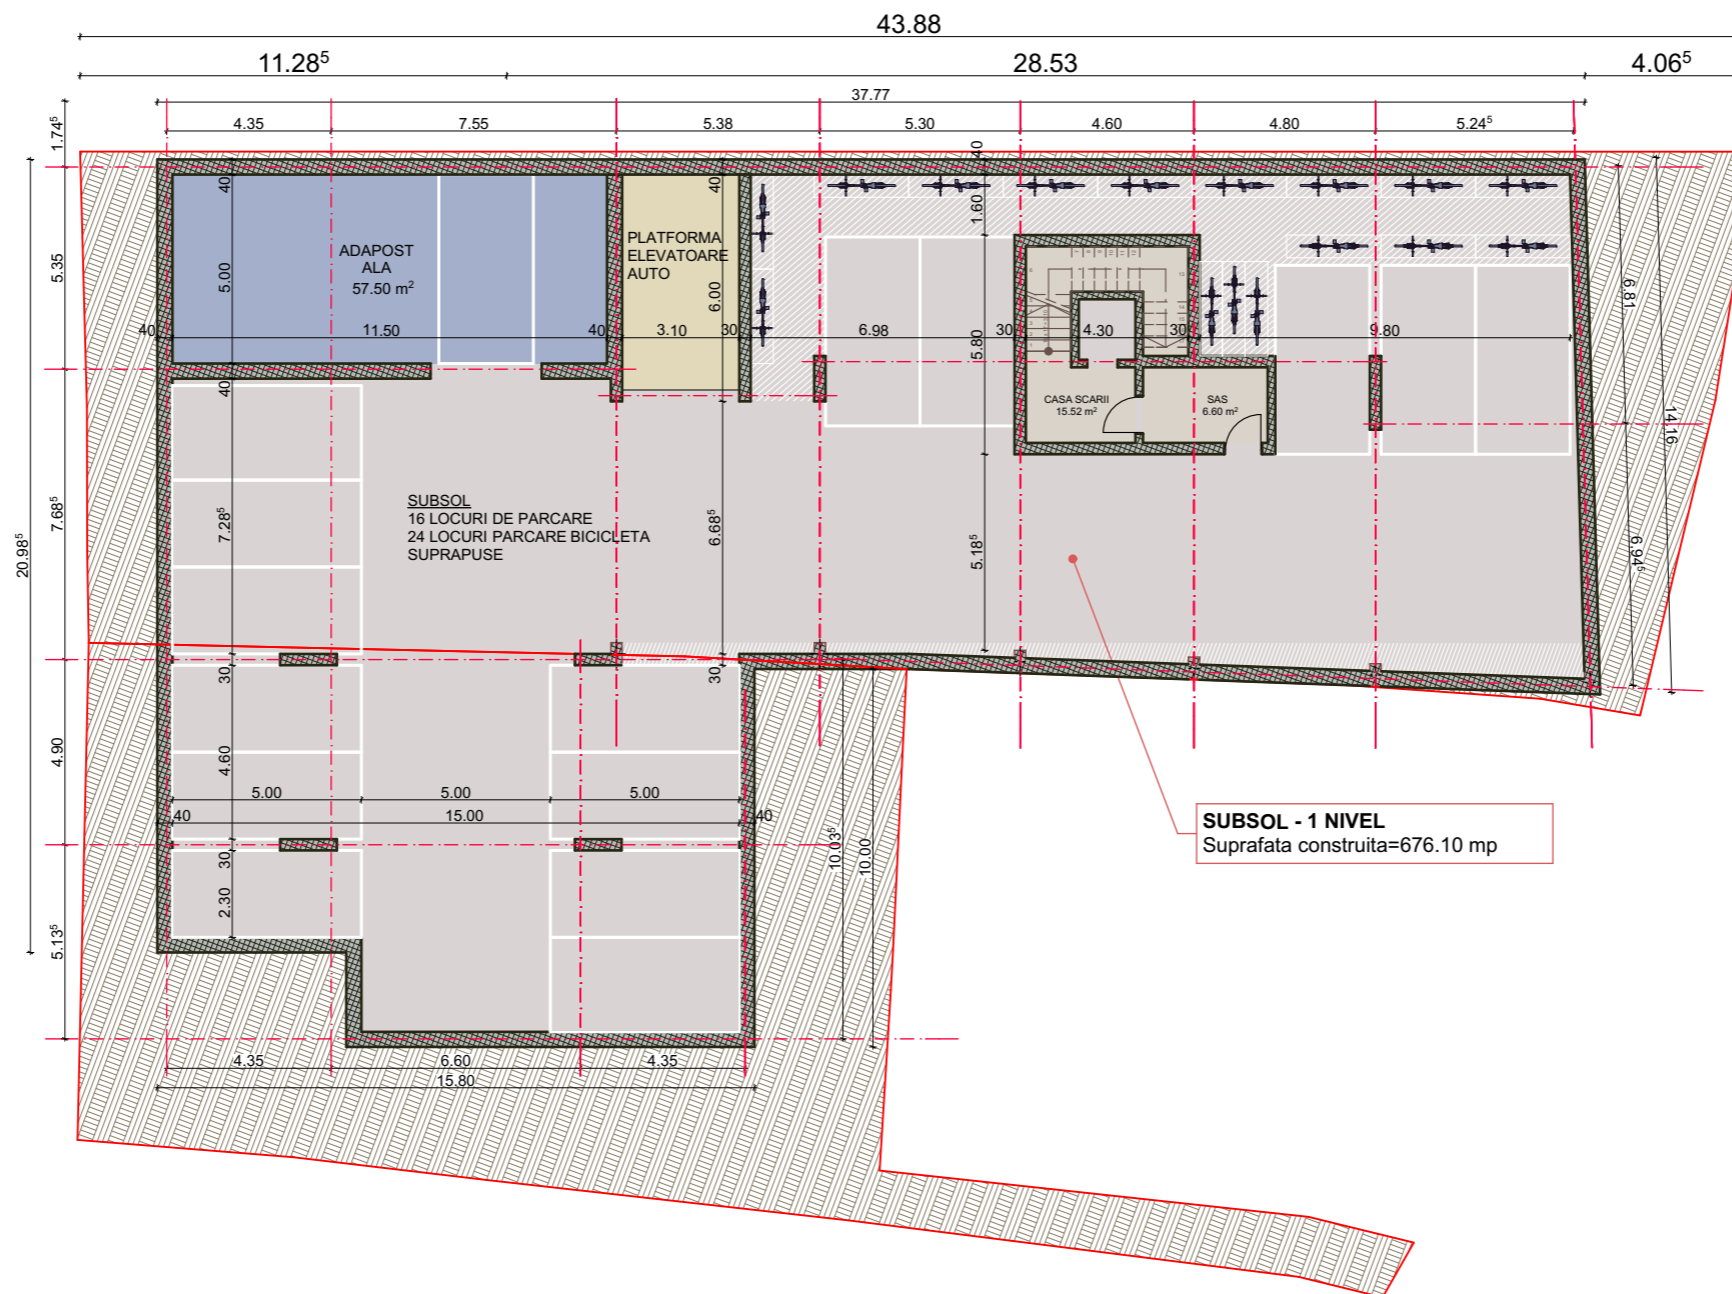 43.88
11.28⁵ 28.53 4.06⁵
37.77
4.35 7.55 5.38 5.30 4.60 4.80 5.24⁵
1.74⁵
5.35
7.68⁵
4.90
5.13⁵
20.98⁵
40
40
40
1.60
ADAPOST
ALA
57.50 m²
PLATFORMA
ELEVATOARE
AUTO
5.00
6.00
5.80
6.81
14.16
6.94⁵
40 11.50 40 3.10 30 6.98 30 4.30 30 9.80
40
CASA SCARII
15.52 m²
SAS
6.60 m²
SUBSOL
16 LOCURI DE PARCARE
24 LOCURI PARCARE BICICLETA
SUPRAPUSE
7.28⁵
6.68⁵
5.18⁵
30
30
4.60
5.00 5.00 5.00
40 15.00 40
30
2.30
10.03⁵
10.00
SUBSOL - 1 NIVEL
Suprafata construita=676.10 mp
4.35 6.60 4.35
15.80